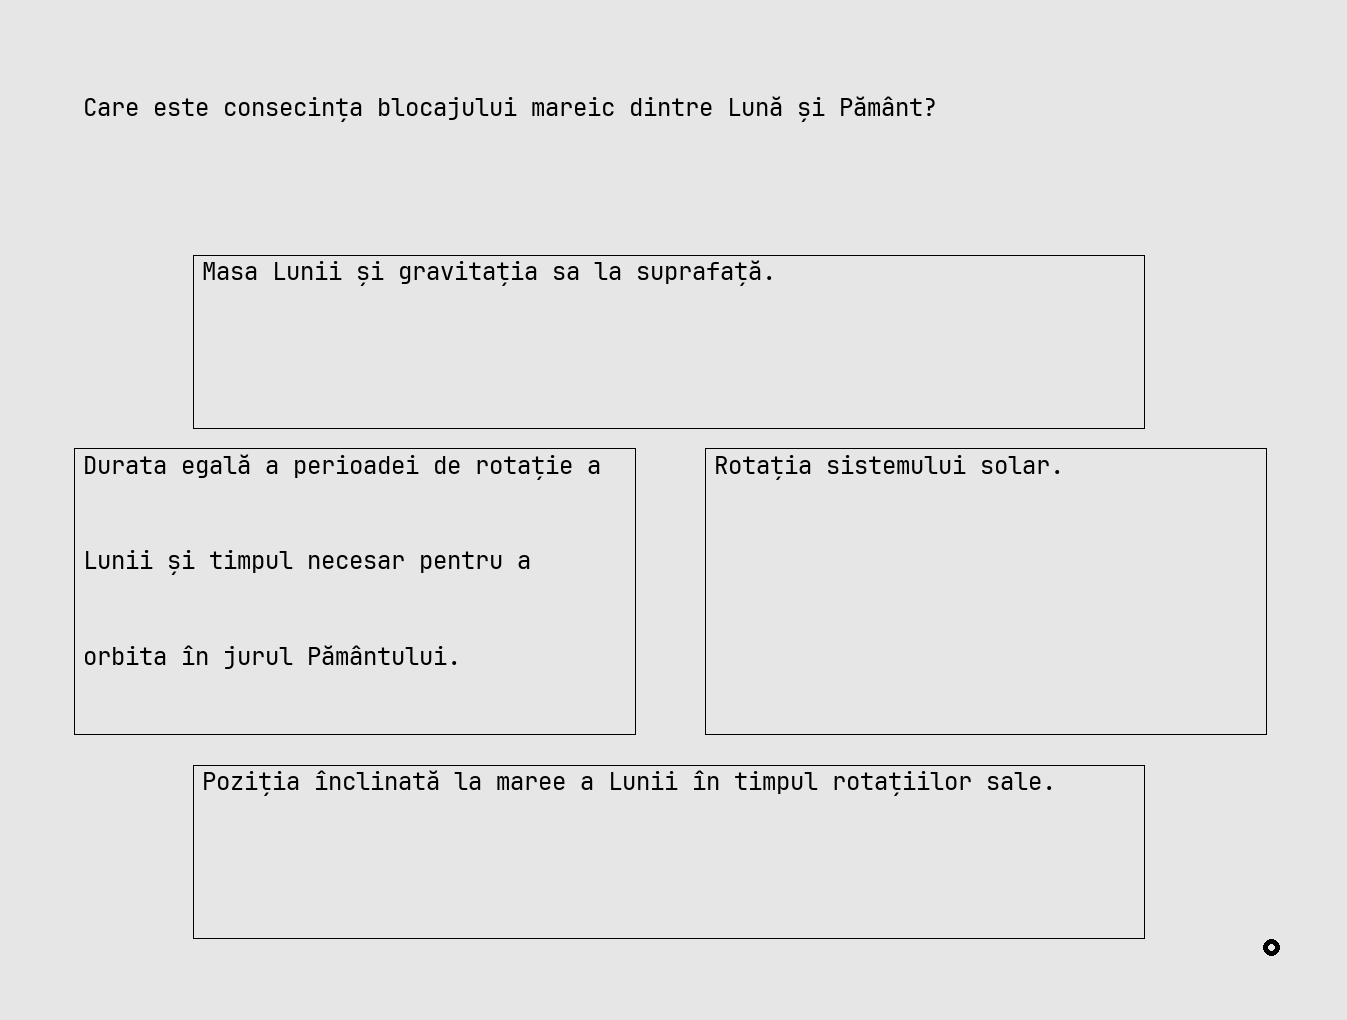 Care este consecința blocajului mareic dintre Lună și Pământ?
Masa Lunii și gravitația sa la suprafață.
Durata egală a perioadei de rotație a
Lunii și timpul necesar pentru a
orbita în jurul Pământului.
Rotația sistemului solar.
Poziția înclinată la maree a Lunii în timpul rotațiilor sale.